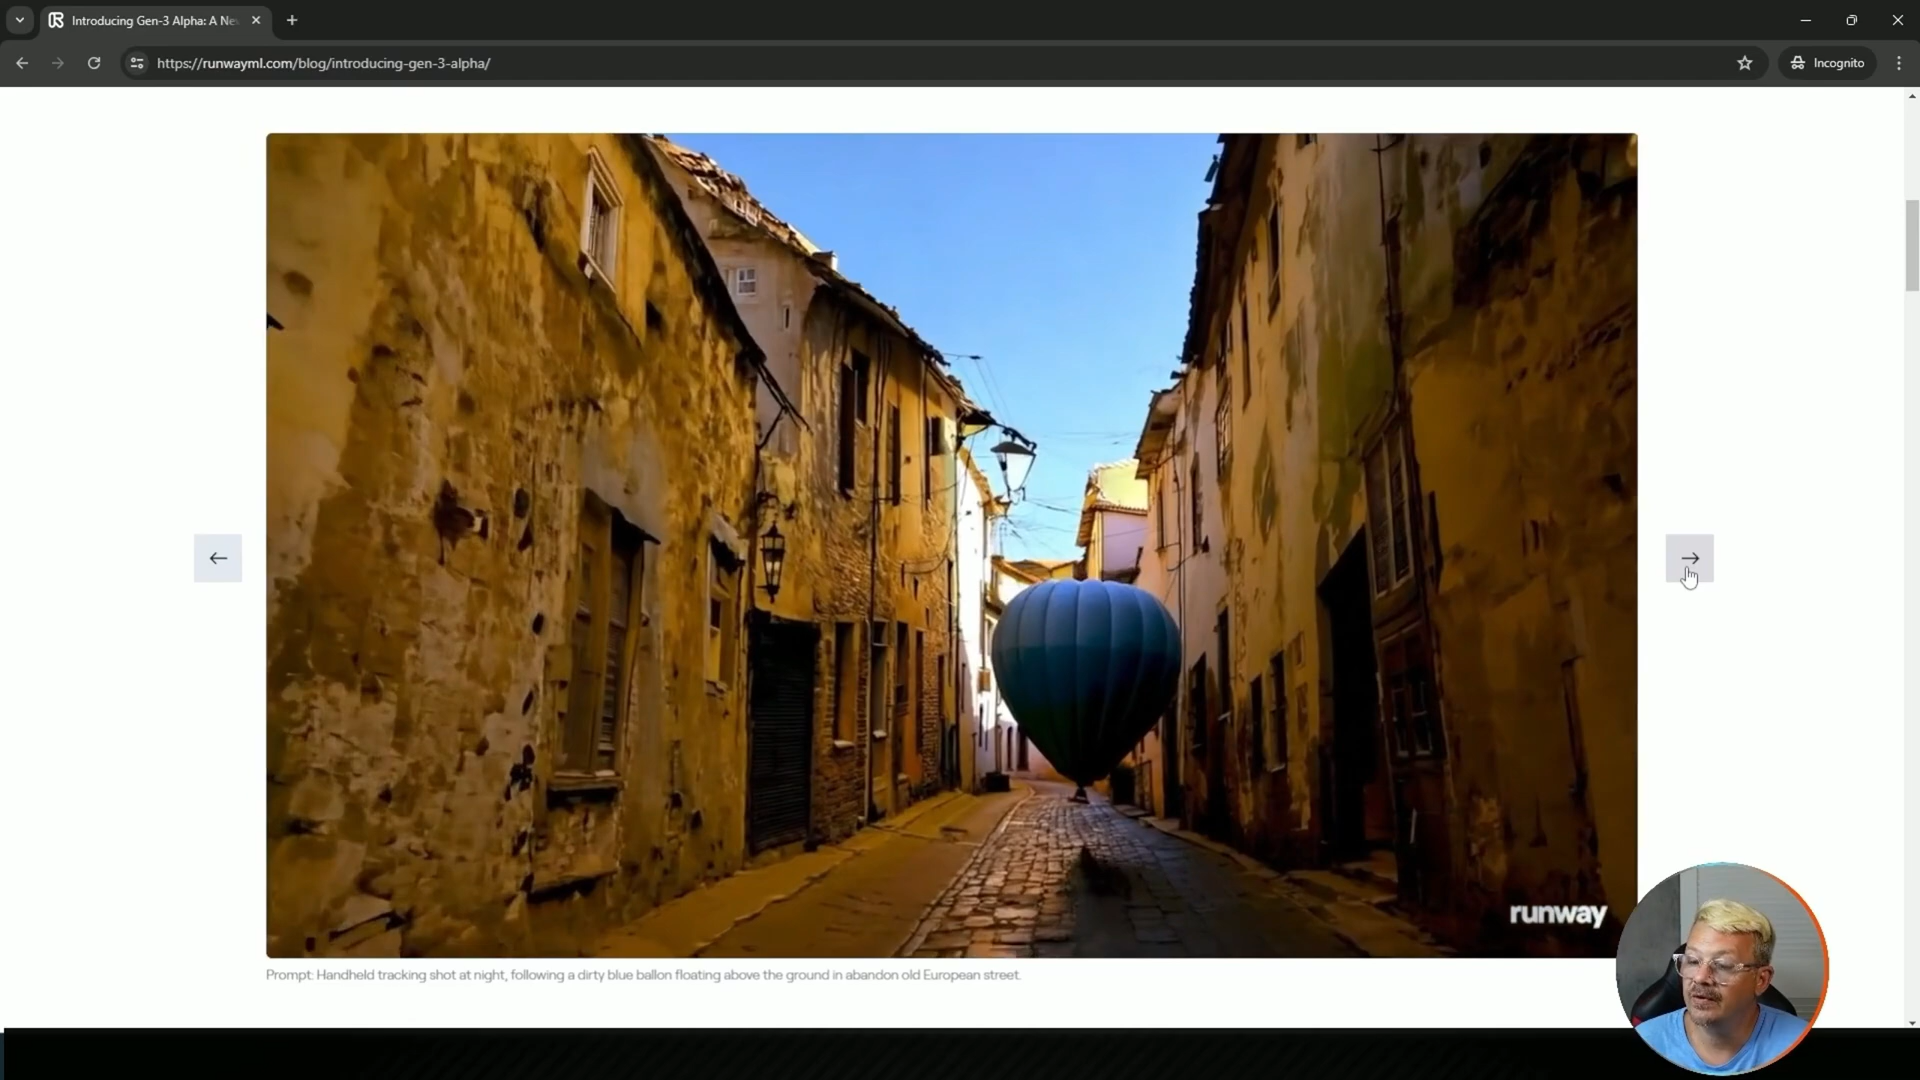 Introducing Gen-3 Alpha: A Ne
https://runwayml.com/blog/introducing-gen-3-alpha/
Incognito
runway
Prompt: Handheld tracking shot at night, following a dirty blue ballon floating above the ground in abandon old European street.